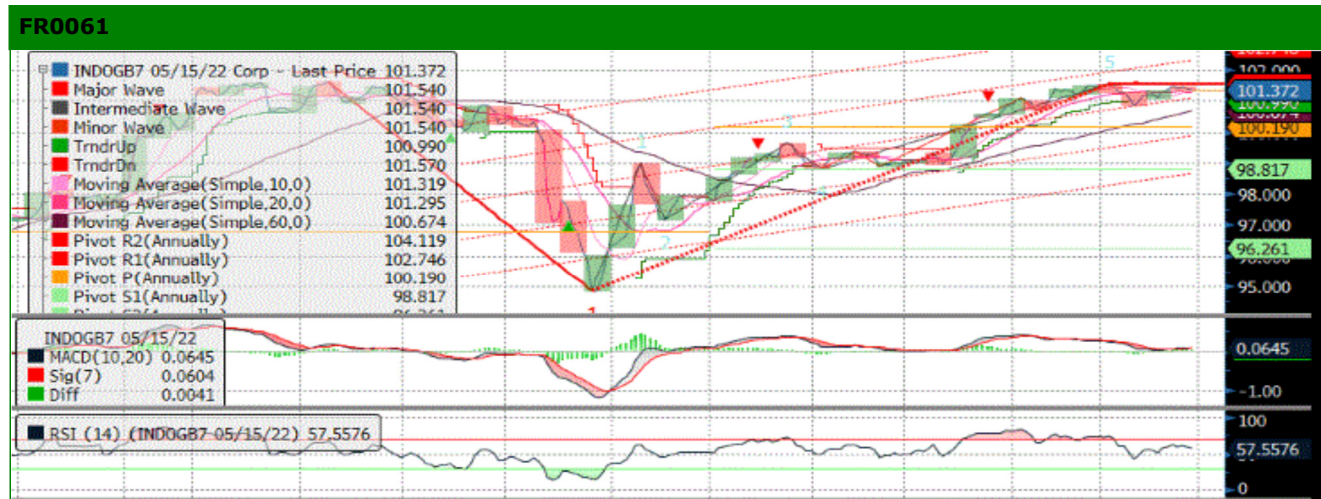 FR0061
INDOGB7 05/15/22 Corp - Last Price 101.372
Major Wave 101.540
Intermediate Wave 101.540
Minor Wave 101.540
TrndrUp 100.990
TrndrDn 101.570
Moving Average(Simple,10,0) 101.319
Moving Average(Simple,20,0) 101.295
Moving Average(Simple,60,0) 100.674
Pivot R2(Annually) 104.119
Pivot R1(Annually) 102.746
Pivot P(Annually) 100.190
Pivot S1(Annually) 98.817
1
2
3
5
1
101.372
100.190
98.817
98.000
97.000
96.261
95.000
INDOGB7 05/15/22
MACD(10,20) 0.0645
Sig(7) 0.0604
Diff 0.0041
0.0645
-1.00
RSI (14) (INDOGB7 05/15/22) 57.5576
100
57.5576
0